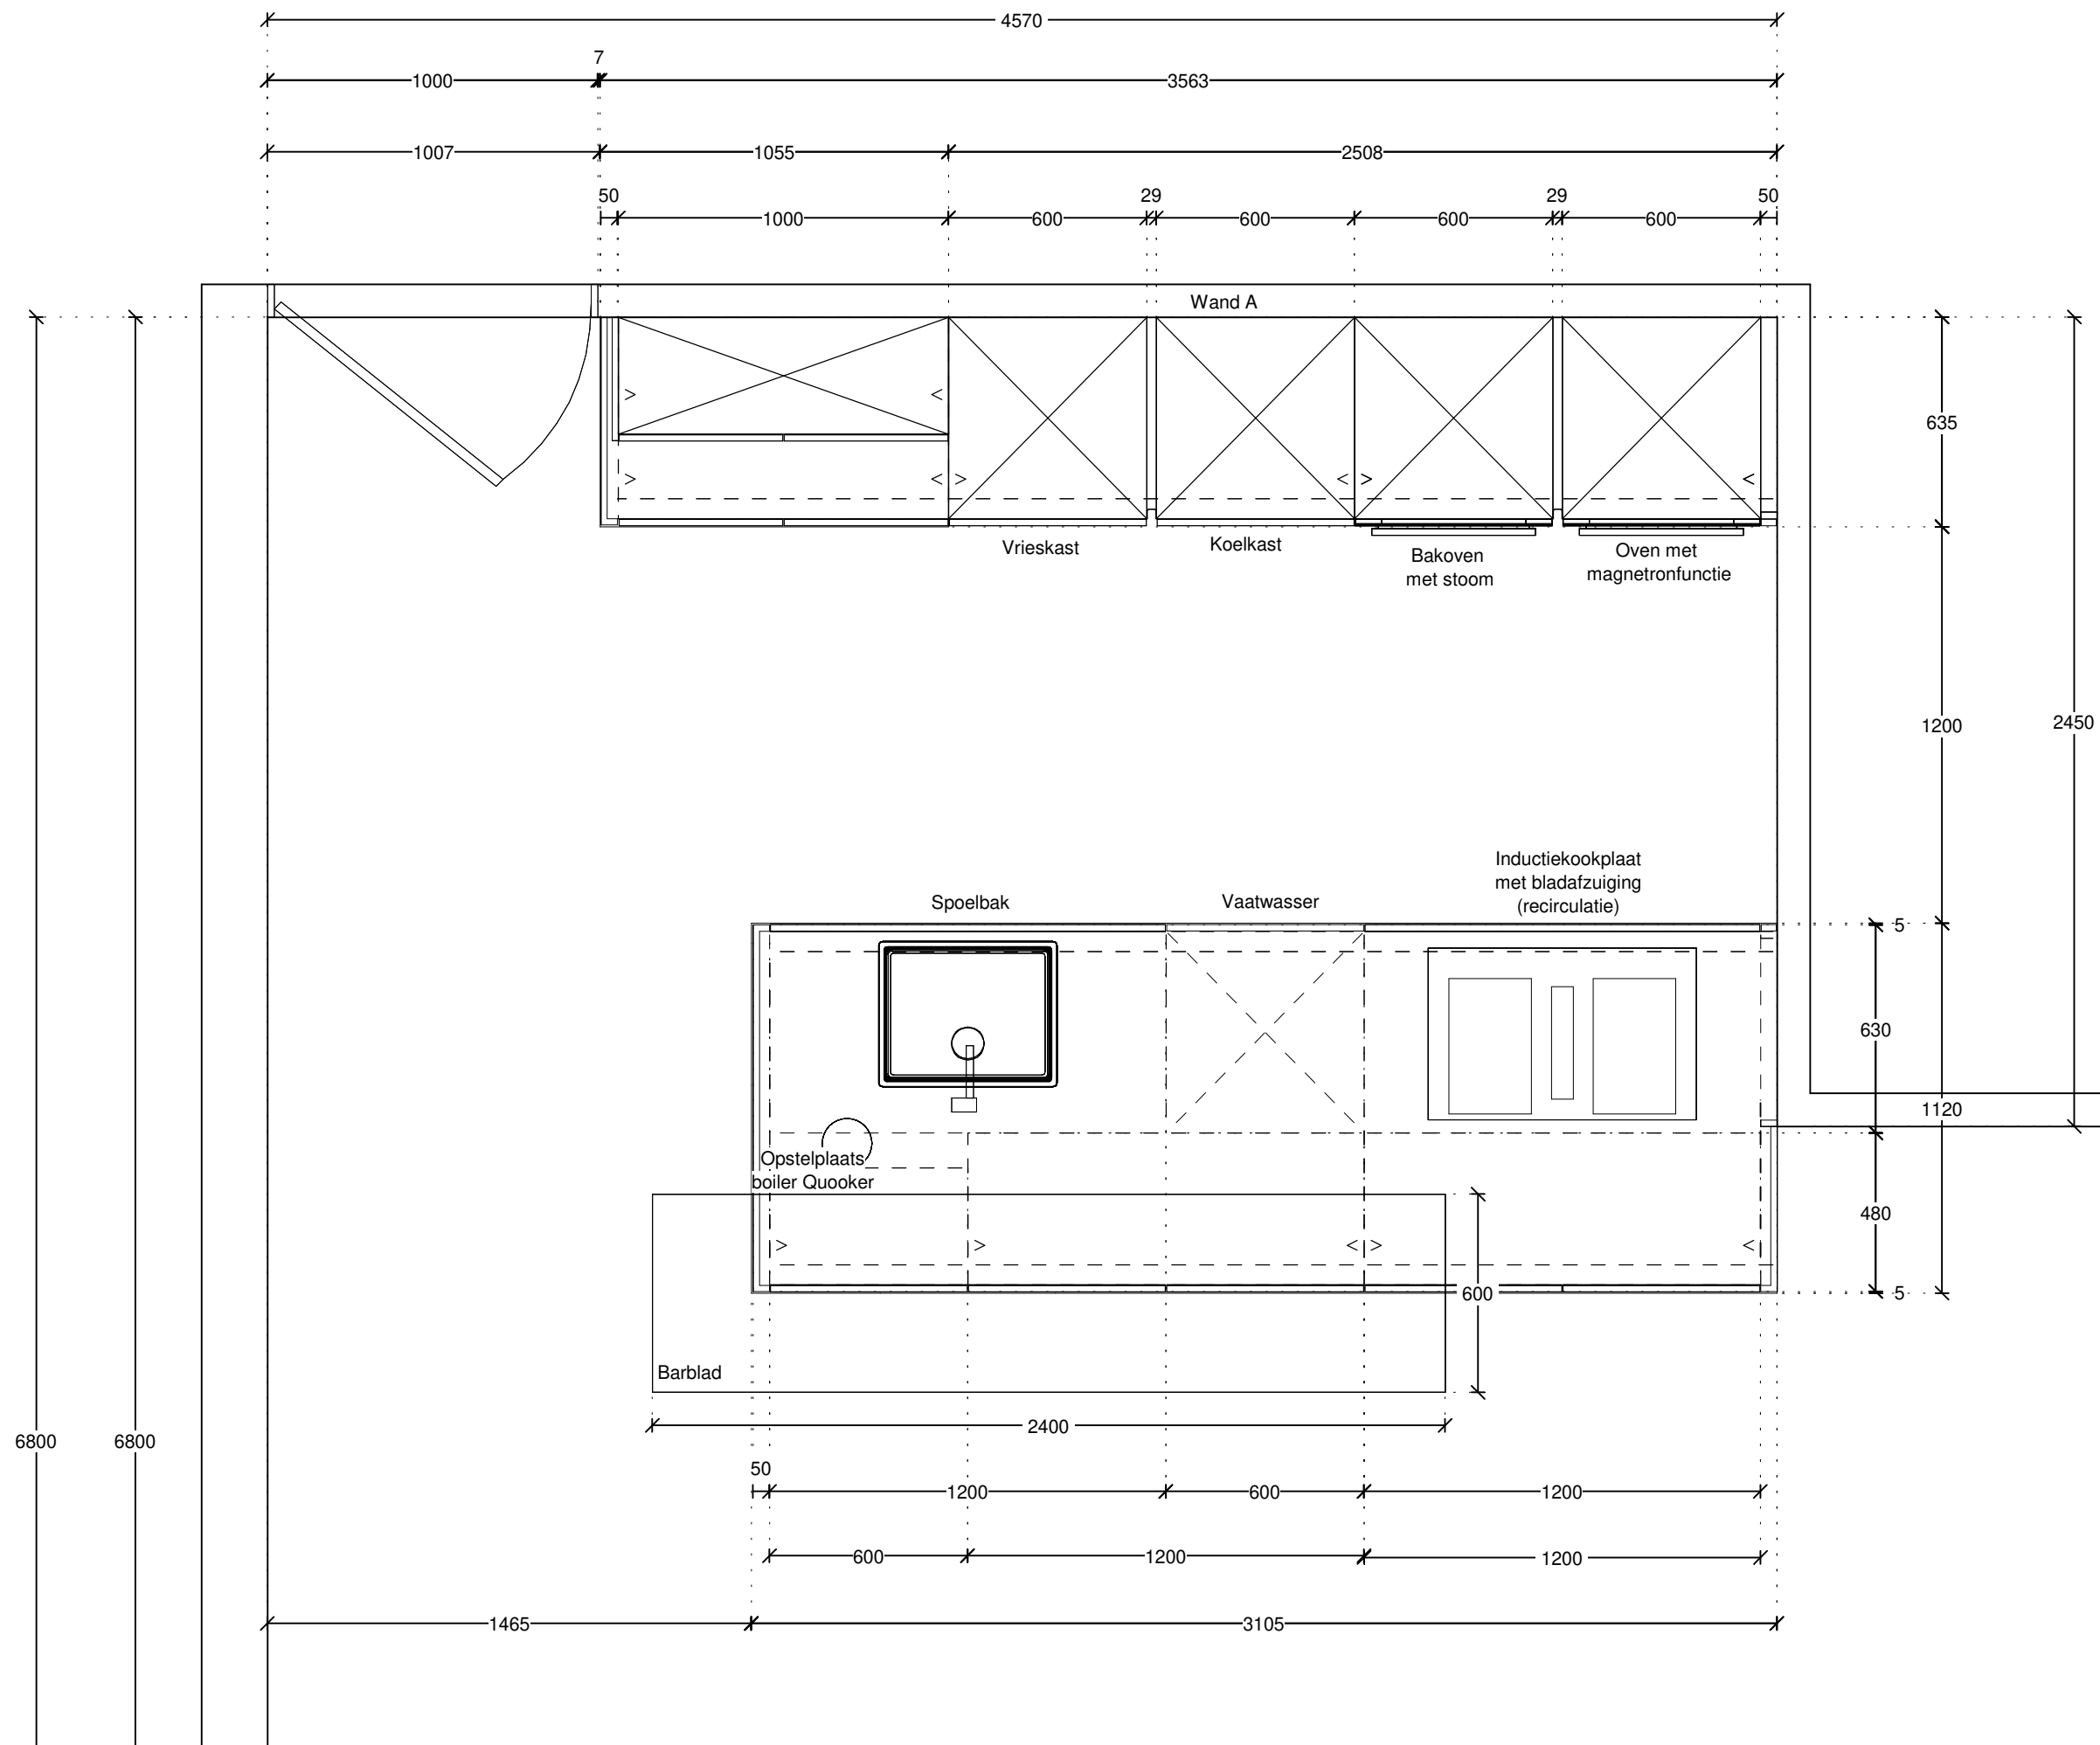 4570
7
1000
3563
1007
1055
2508
50
29
29
50
1000
600
600
600
600
Wand A
635
Vrieskast
Koelkast
Bakoven
met stoom
Oven met
magnetronfunctie
1200
2450
Inductiekookplaat
met bladafzuiging
(recirculatie)
Spoelbak
Vaatwasser
5
630
1120
Opstelplaats
boiler Quooker
480
600
5
Barblad
2400
6800
6800
50
1200
600
1200
600
1200
1200
1465
3105